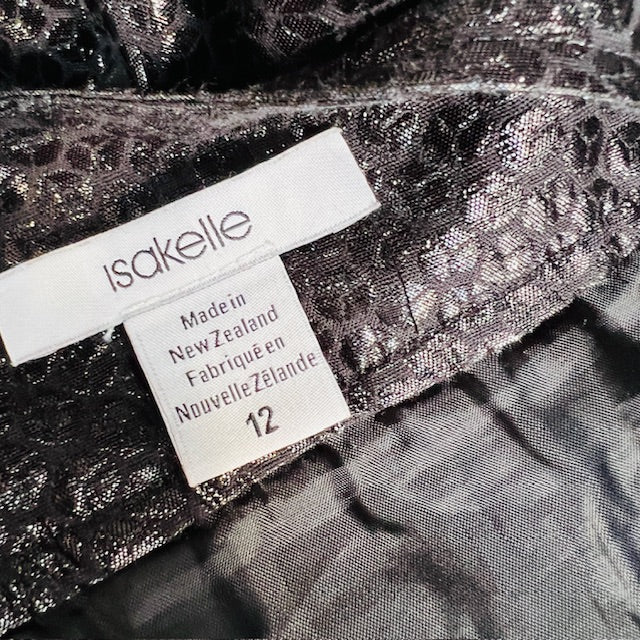 Isakelle
Made in
New Zealand
Fabriqué en
Nouvelle Zélande
12